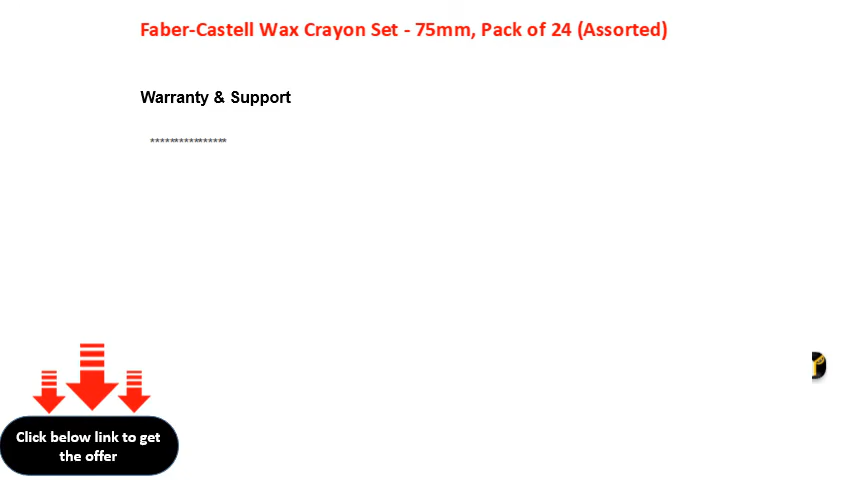 Faber-Castell Wax Crayon Set - 75mm, Pack of 24 (Assorted)
Warranty & Support
****************
Click below link to get
the offer